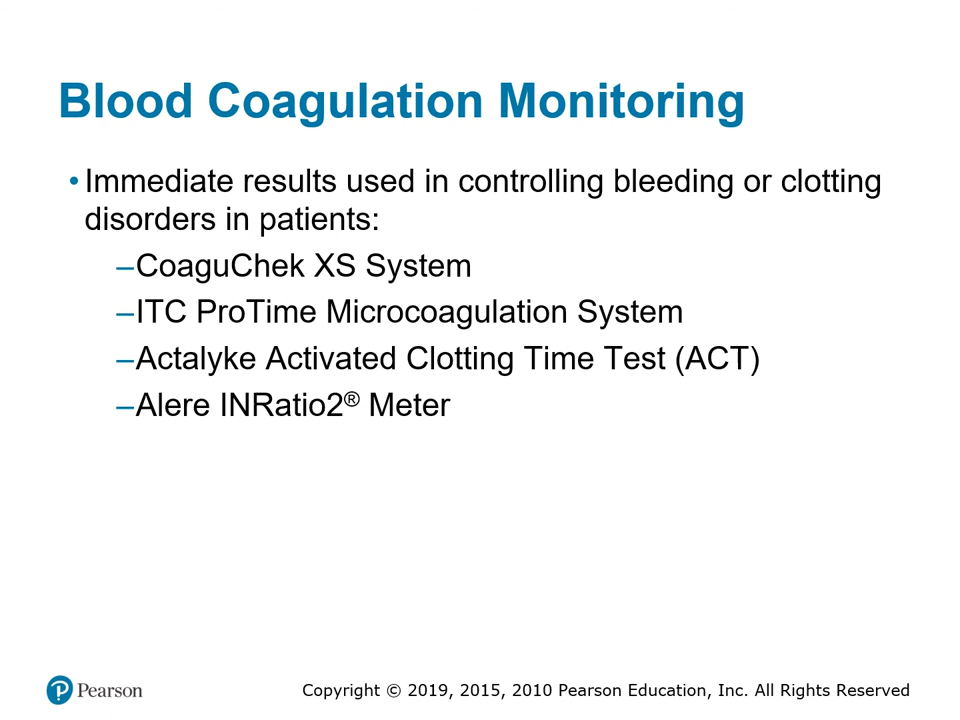 Blood Coagulation Monitoring
• Immediate results used in controlling bleeding or clotting
disorders in patients:
–CoaguChek XS System
–ITC ProTime Microcoagulation System
–Actalyke Activated Clotting Time Test (ACT)
–Alere INRatio2® Meter
Pearson
Copyright © 2019, 2015, 2010 Pearson Education, Inc. All Rights Reserved